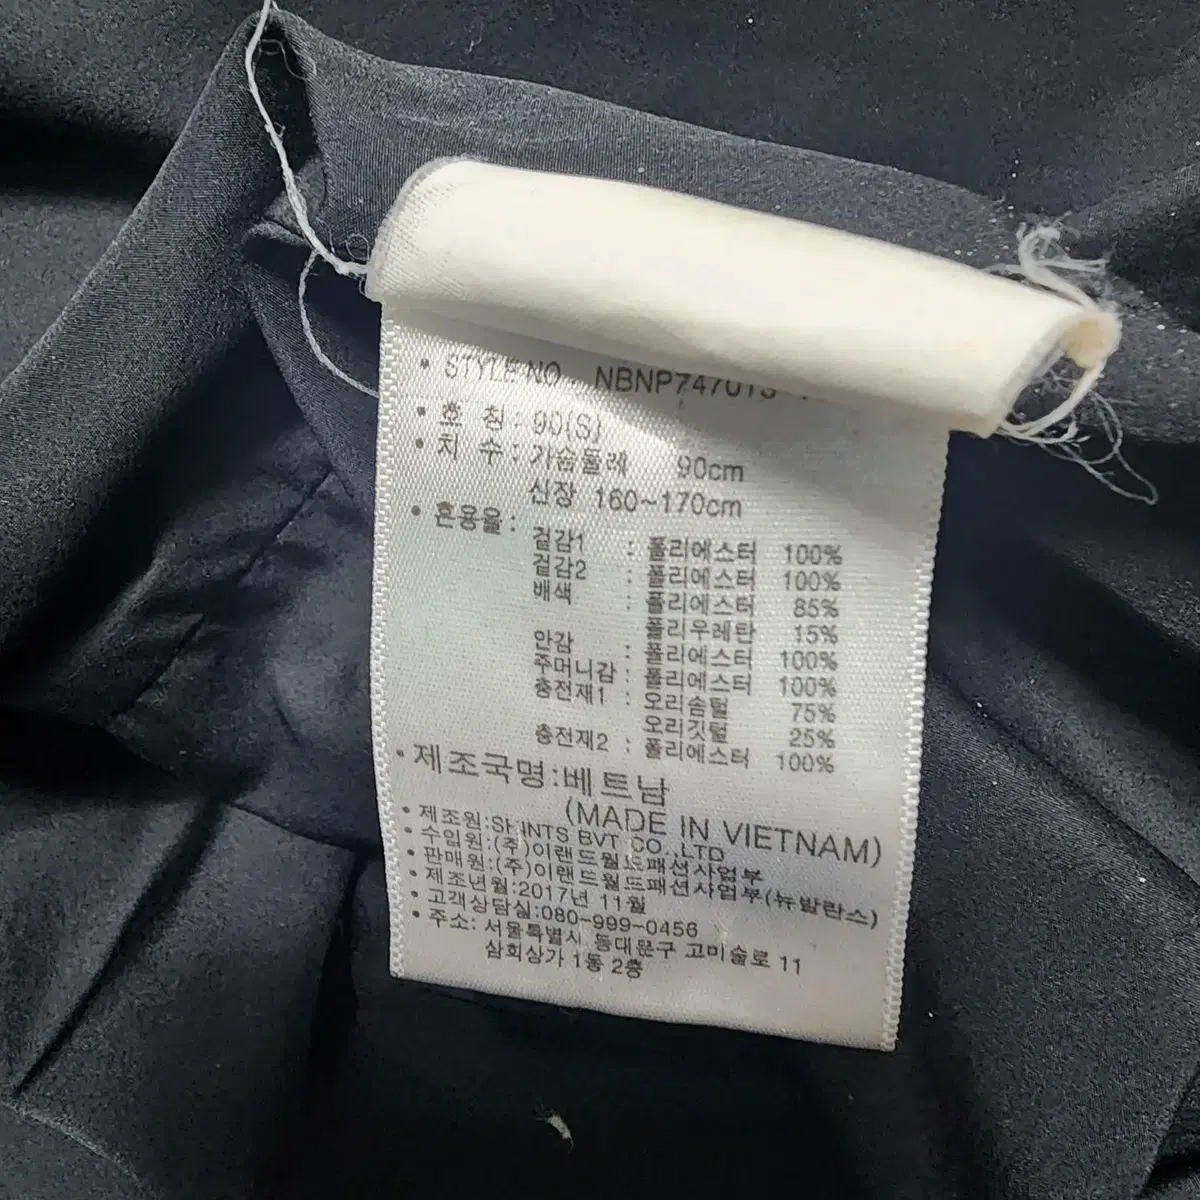 • STYLE NO. NBNP747013
• 호 칭 : 90(S)
• 치 수 : 가슴둘레 90cm
신장 160~170cm
• 혼용율 :
겉감1 : 폴리에스터 100%
겉감2 : 폴리에스터 100%
배색 : 폴리에스터 85%
폴리우레탄 15%
안감 : 폴리에스터 100%
주머니감 : 폴리에스터 100%
충전재1 : 오리솜털 75%
오리깃털 25%
충전재2 : 폴리에스터 100%
• 제조국명:베트남
(MADE IN VIETNAM)
• 제조원:SHINTS BVT CO.,LTD
• 수입원:(주)이랜드월드패션사업부
• 판매원:(주)이랜드월드패션사업부(뉴발란스)
• 제조년월:2017년 11월
• 고객상담실:080-999-0456
• 주소: 서울특별시 동대문구 고미술로 11
삼희상가 1동 2층